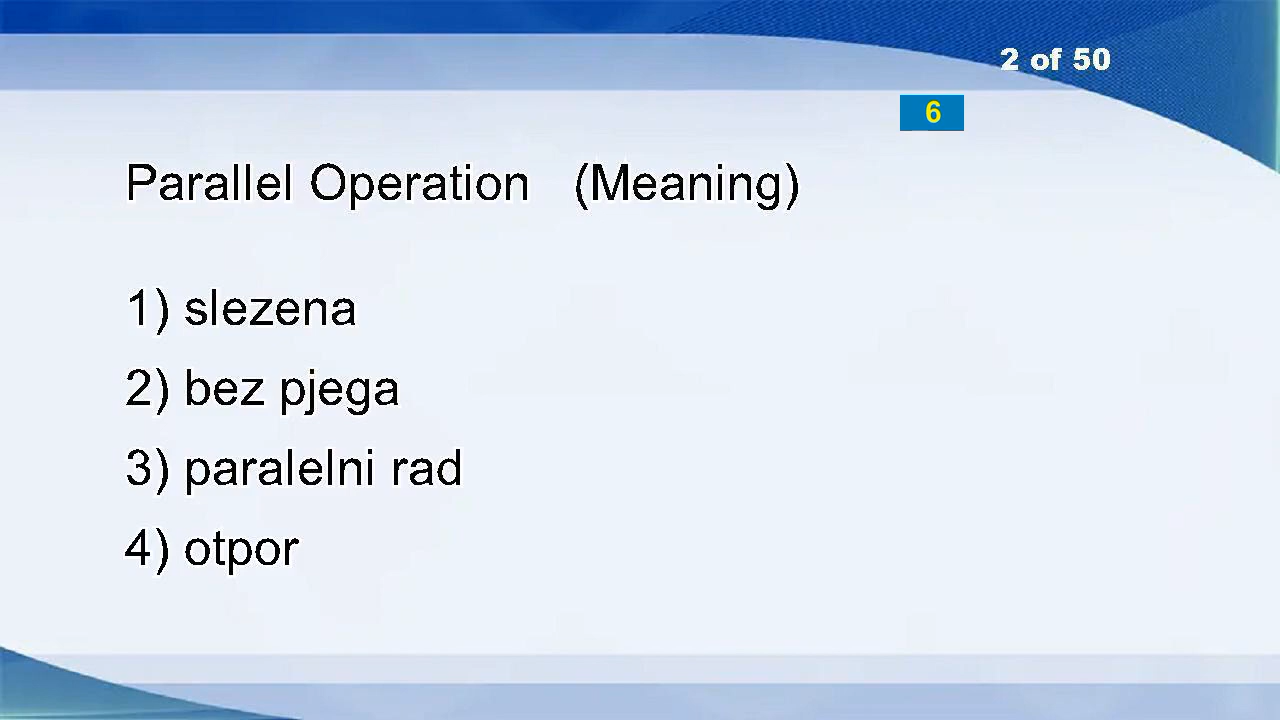 2 of 50
6
Parallel Operation (Meaning)
1) slezena
2) bez pjega
3) paralelni rad
4) otpor